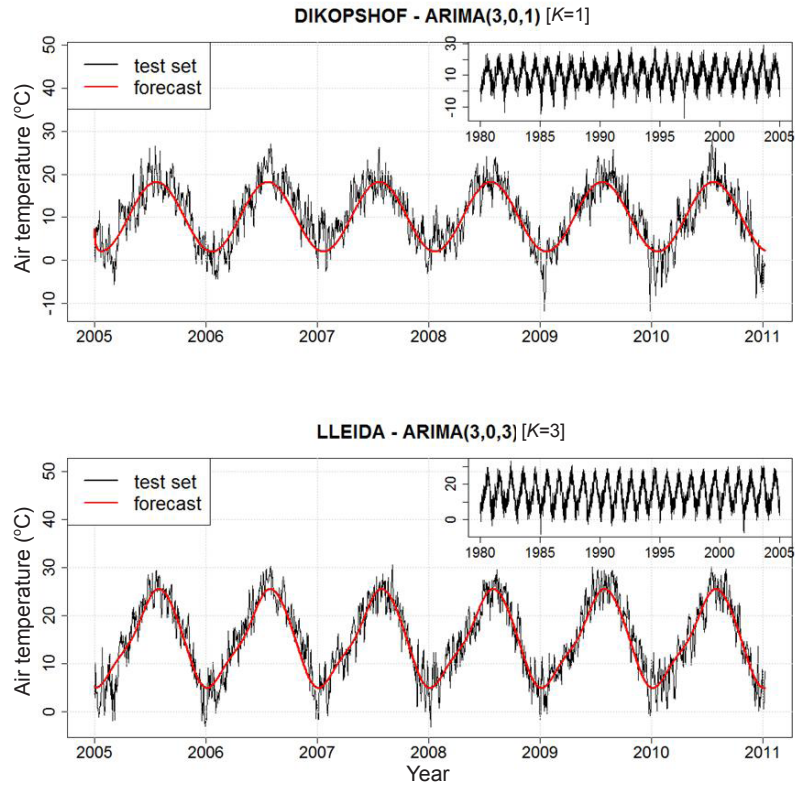 DIKOPSHOF - ARIMA(3,0,1) [K=1]
Air temperature (°C)
50
40
30
20
10
0
-10
test set
forecast
30
10
-10
1980 1985 1990 1995 2000 2005
2005 2006 2007 2008 2009 2010 2011
LLEIDA - ARIMA(3,0,3) [K=3]
Air temperature (°C)
50
40
30
20
10
0
test set
forecast
20
0
1980 1985 1990 1995 2000 2005
2005 2006 2007 2008 2009 2010 2011
Year